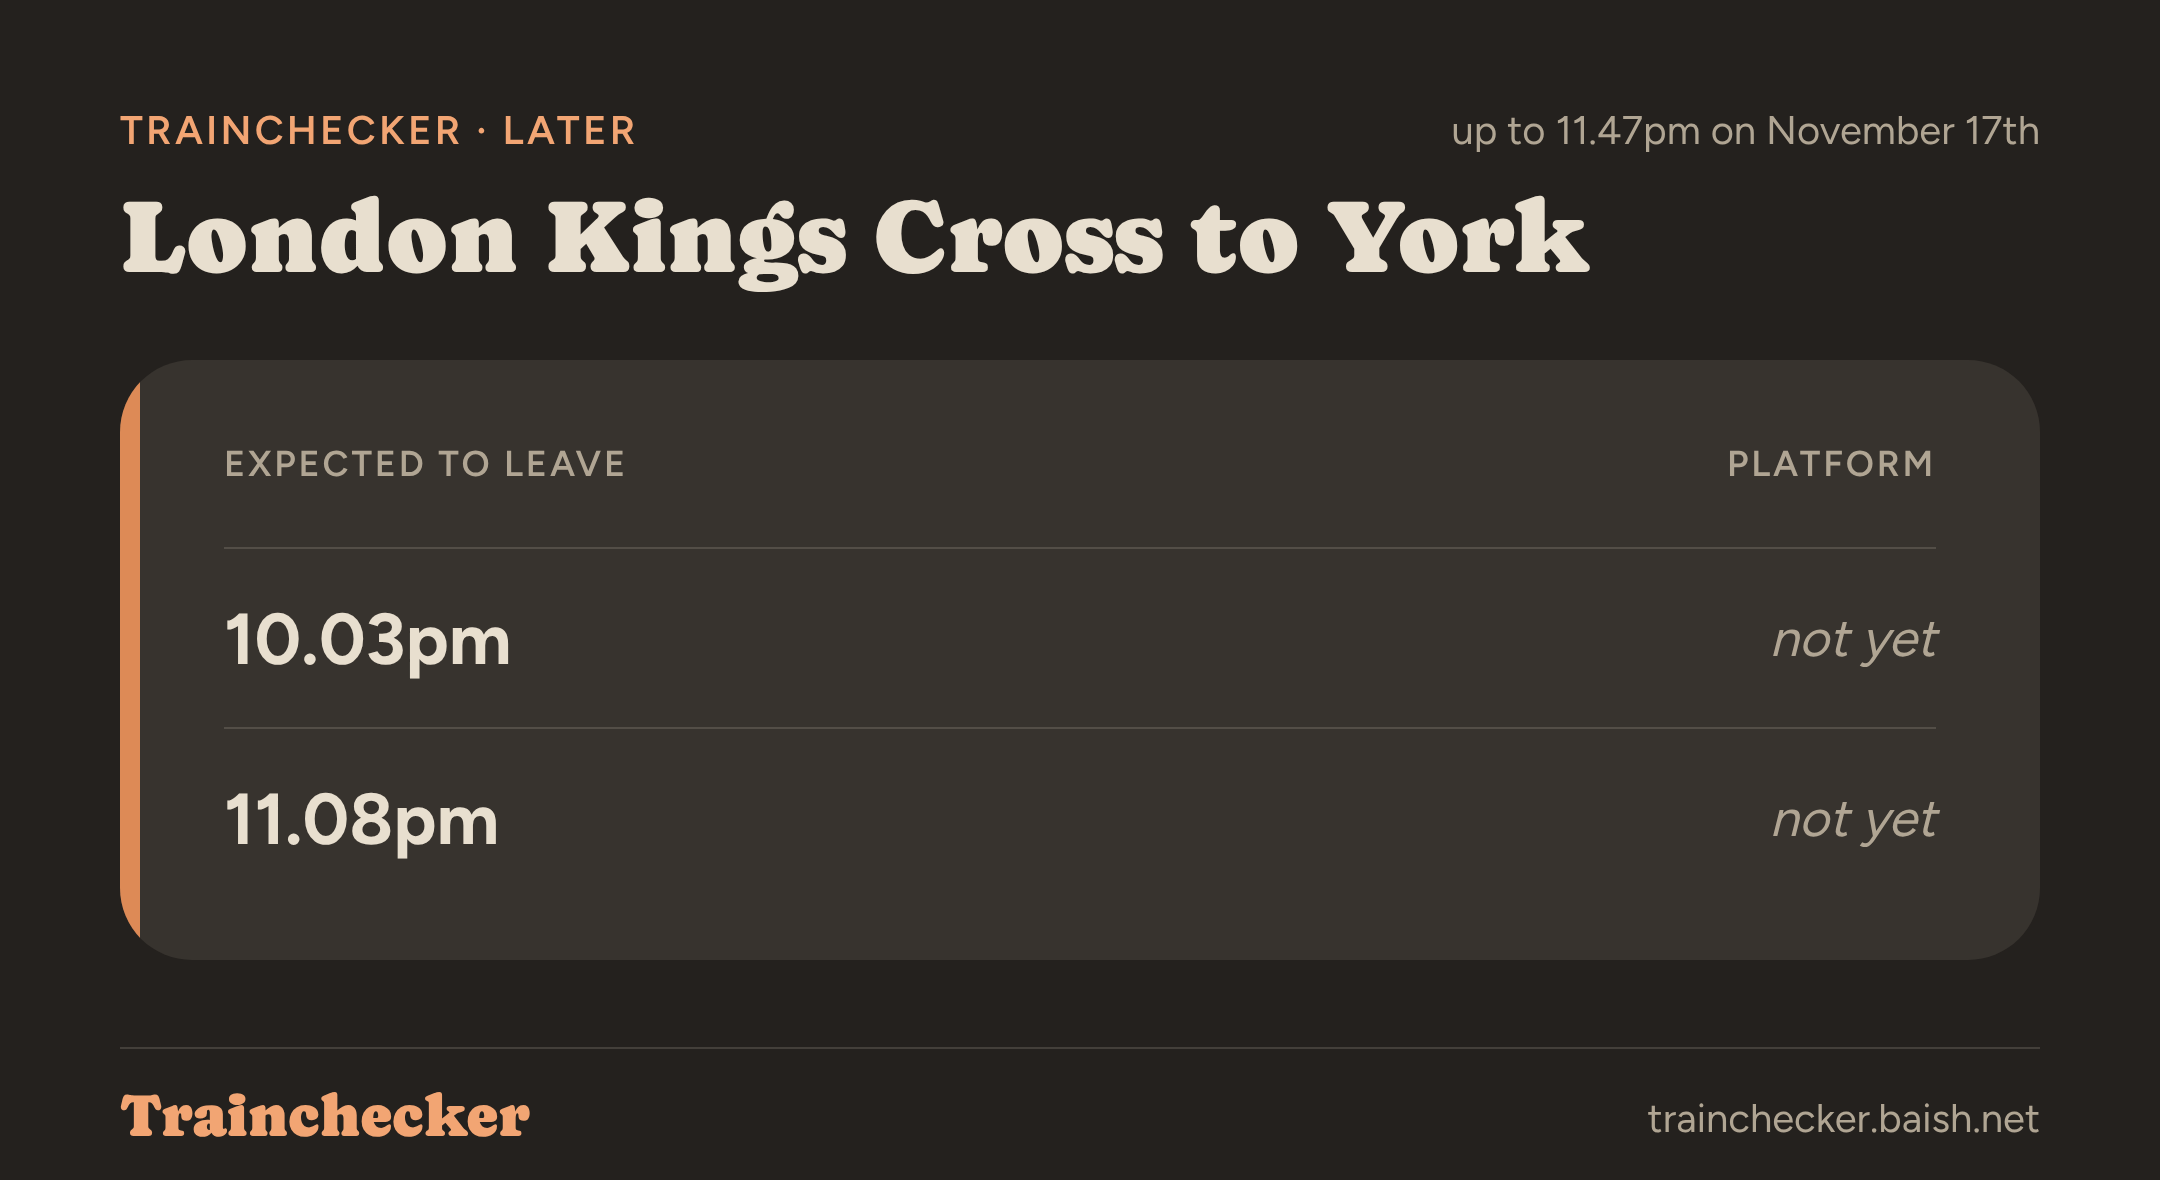 TRAINCHECKER · LATER
up to 11.47pm on November 17th
London Kings Cross to York
EXPECTED TO LEAVE PLATFORM
10.03pm not yet
11.08pm not yet
Trainchecker
trainchecker.baish.net